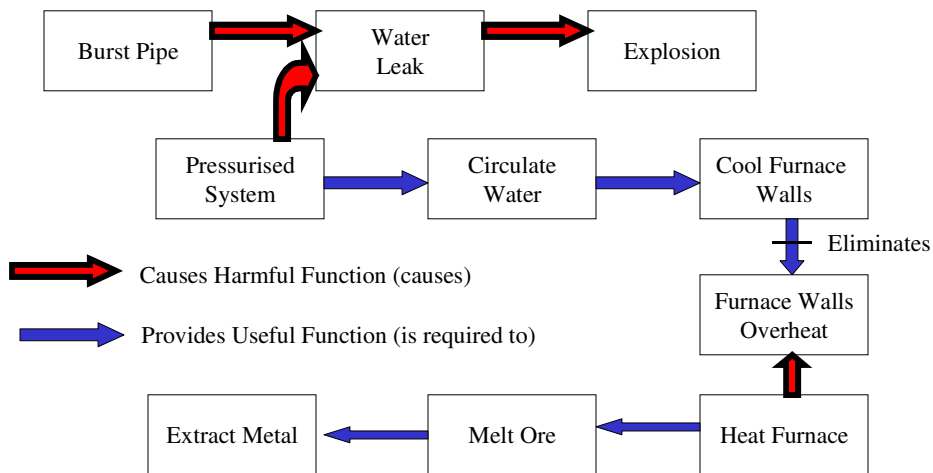 Burst Pipe
Water
Leak
Explosion
Pressurised
System
Circulate
Water
Cool Furnace
Walls
Eliminates
Causes Harmful Function (causes)
Furnace Walls
Overheat
Provides Useful Function (is required to)
Extract Metal
Melt Ore
Heat Furnace